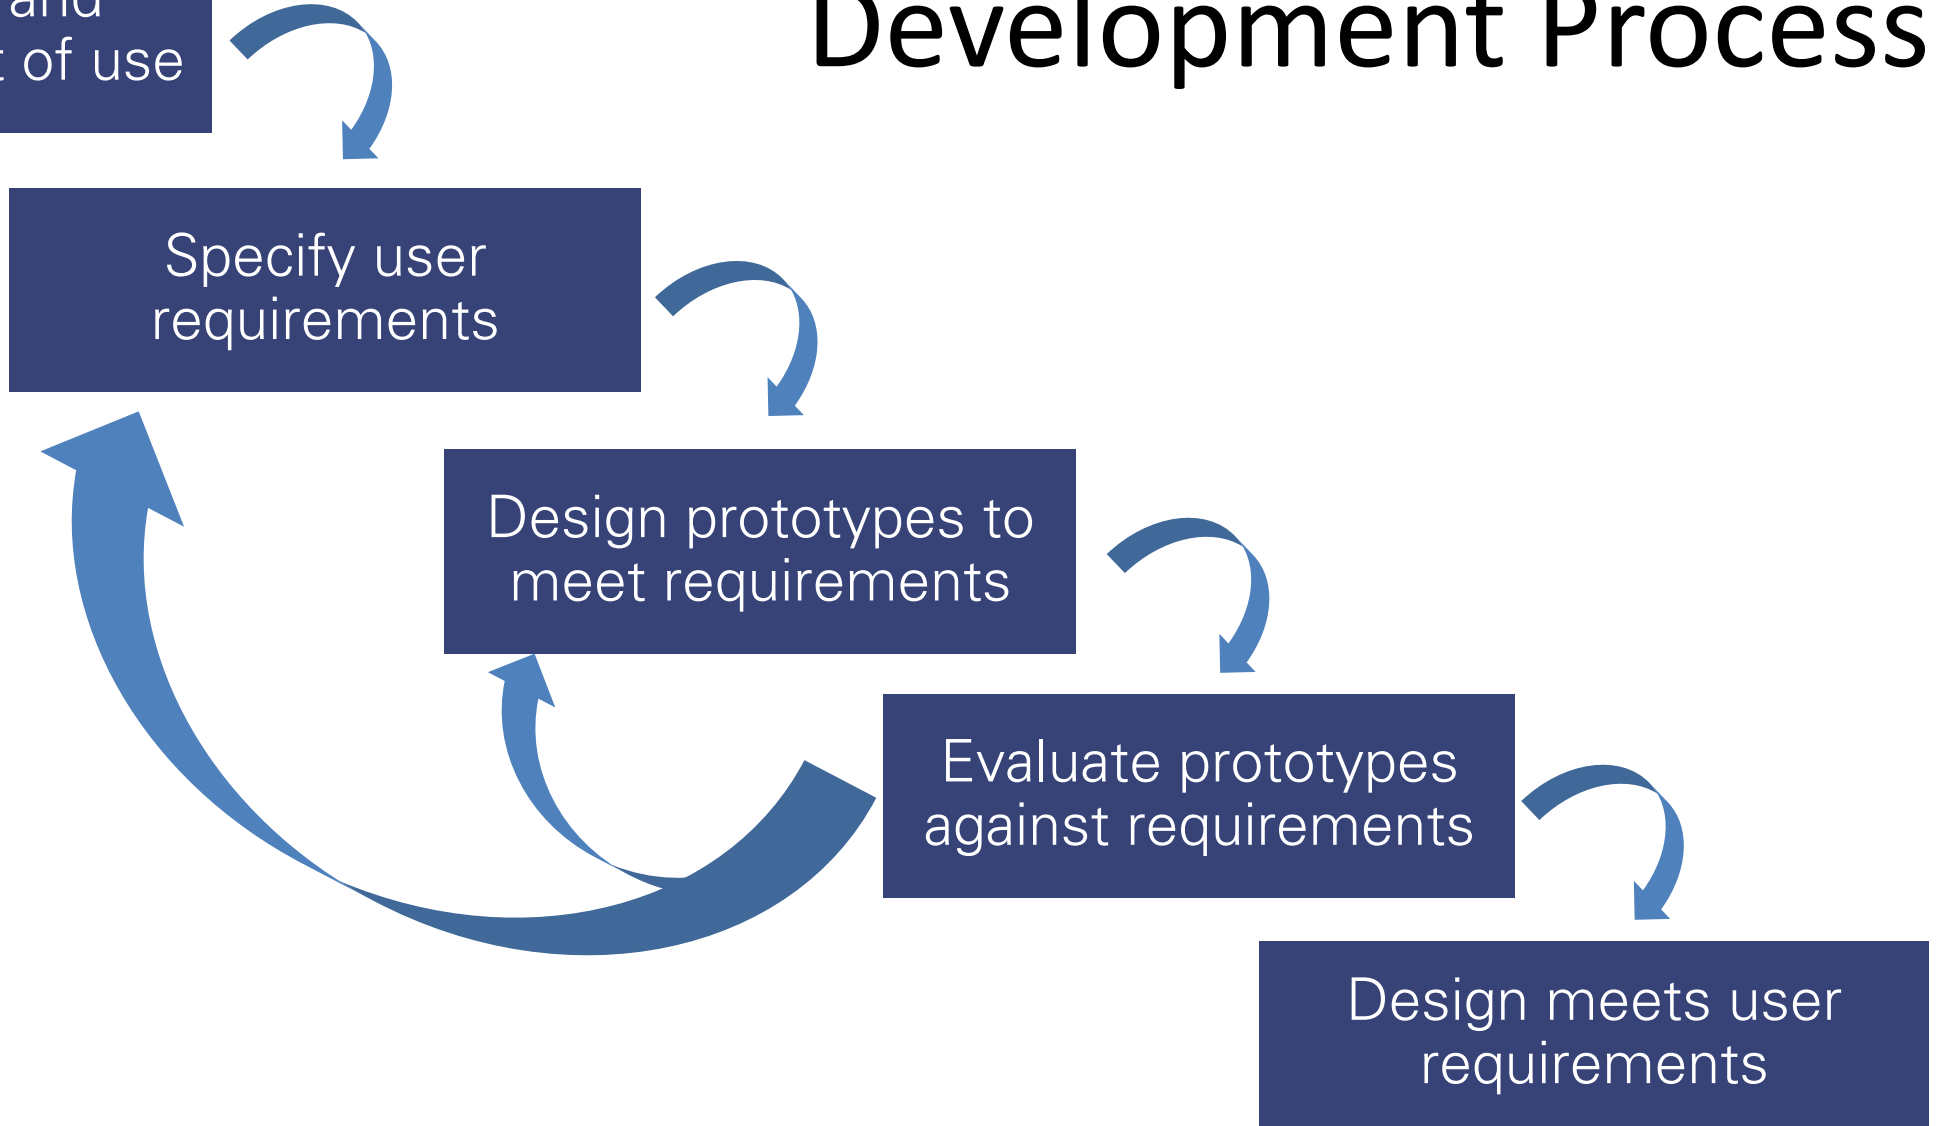 Development Process
and
of use
Specify user
requirements
Design prototypes to
meet requirements
Evaluate prototypes
against requirements
Design meets user
requirements